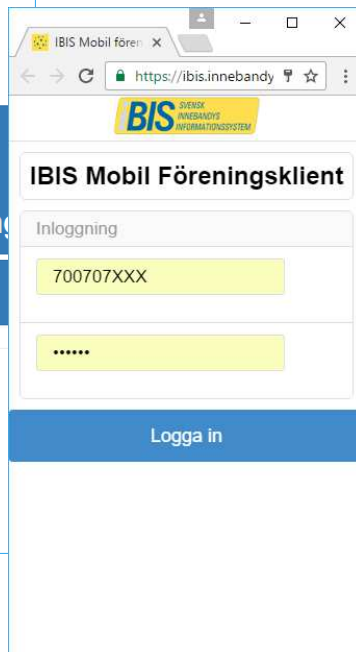 IBIS Mobil fören
https://ibis.innebandy
BIS SVENSK
INNEBANDYS
INFORMATIONSSYSTEM
IBIS Mobil Föreningsklient
Inloggning
700707XXX
••••••
Logga in